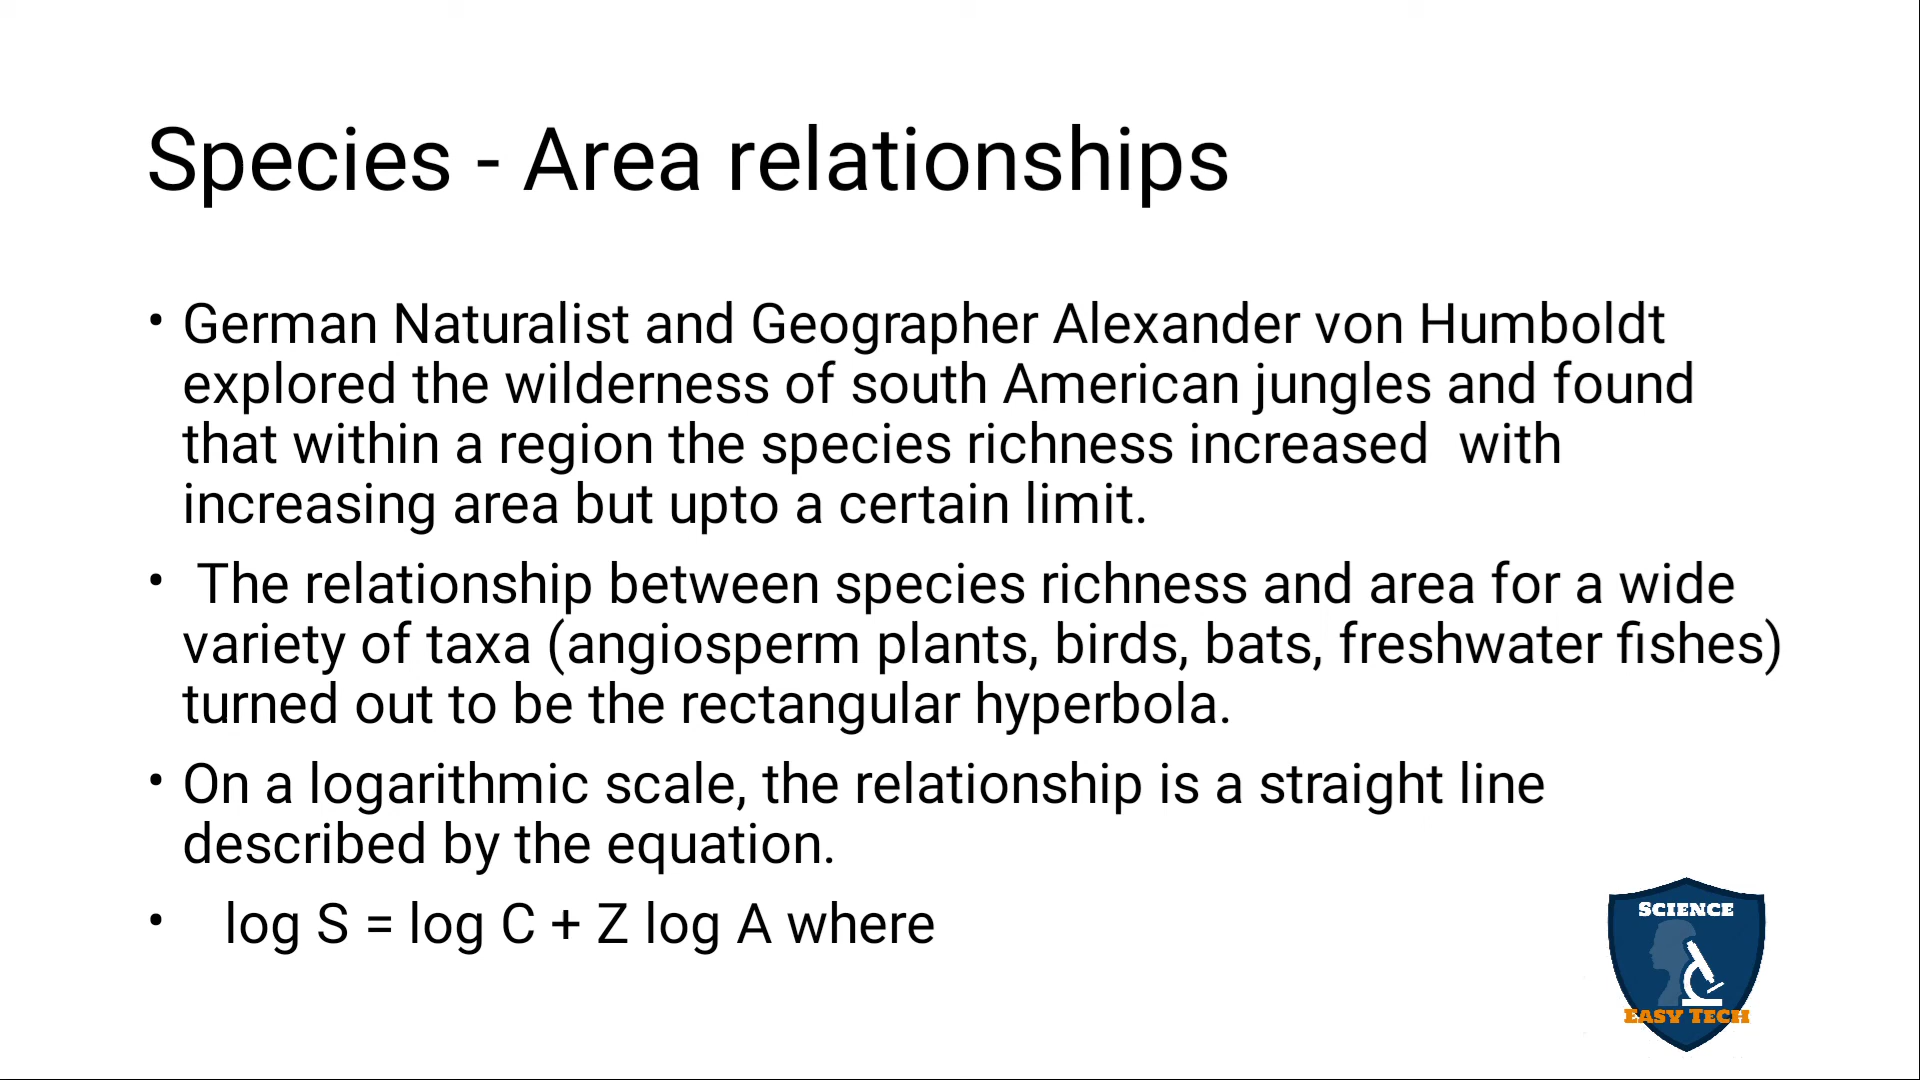 Species - Area relationships
• German Naturalist and Geographer Alexander von Humboldt
explored the wilderness of south American jungles and found
that within a region the species richness increased  with
increasing area but upto a certain limit.
•  The relationship between species richness and area for a wide
variety of taxa (angiosperm plants, birds, bats, freshwater fishes)
turned out to be the rectangular hyperbola.
• On a logarithmic scale, the relationship is a straight line
described by the equation.
•   log S = log C + Z log A where
SCIENCE
EASY TECH